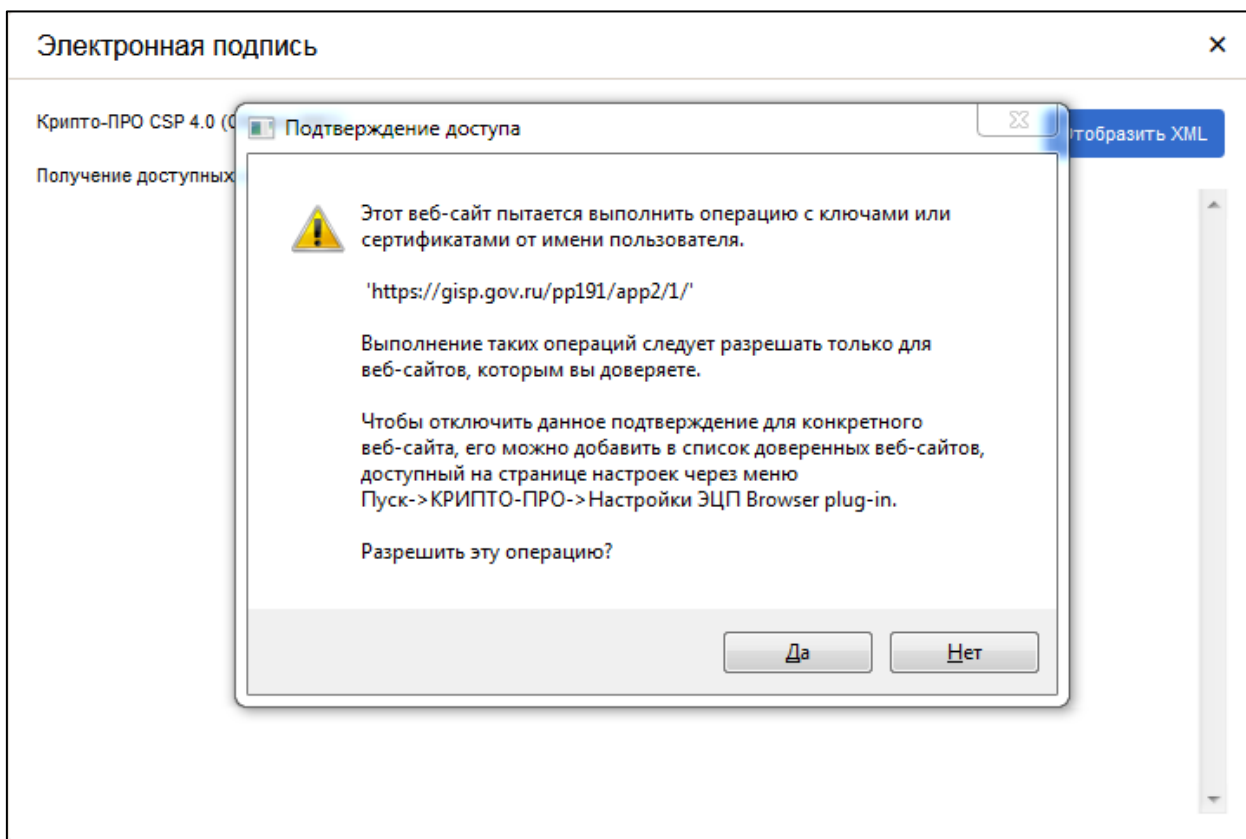 Электронная подпись
Крипто-ПРО CSP 4.0 (
Подтверждение доступа
тобразить XML
Получение доступных
Этот веб-сайт пытается выполнить операцию с ключами или
сертификатами от имени пользователя.
'https://gisp.gov.ru/pp191/app2/1/'
Выполнение таких операций следует разрешать только для
веб-сайтов, которым вы доверяете.
Чтобы отключить данное подтверждение для конкретного
веб-сайта, его можно добавить в список доверенных веб-сайтов,
доступный на странице настроек через меню
Пуск->КРИПТО-ПРО->Настройки ЭЦП Browser plug-in.
Разрешить эту операцию?
Да
Нет